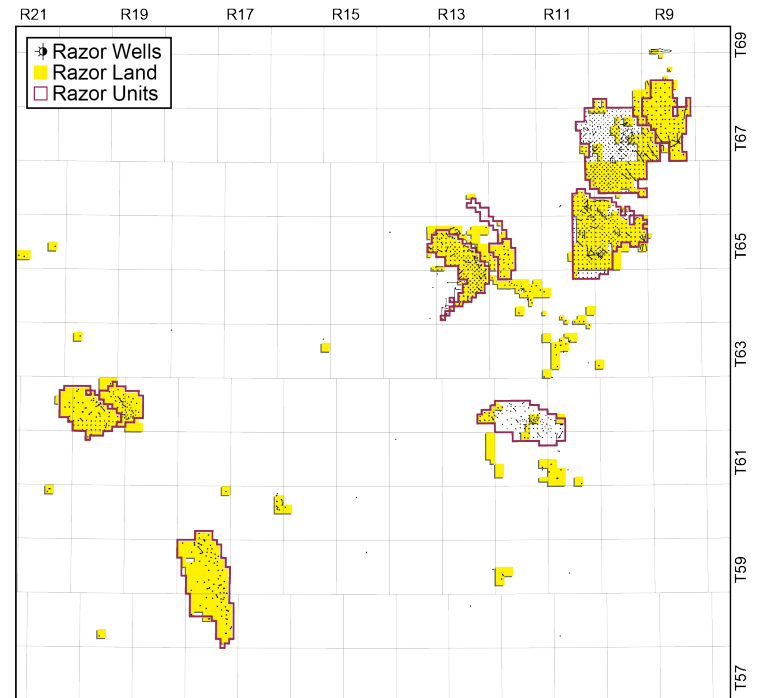 R21 R19 R17 R15 R13 R11 R9
Razor Wells
Razor Land
Razor Units
T69
T67
T65
T63
T61
T59
T57